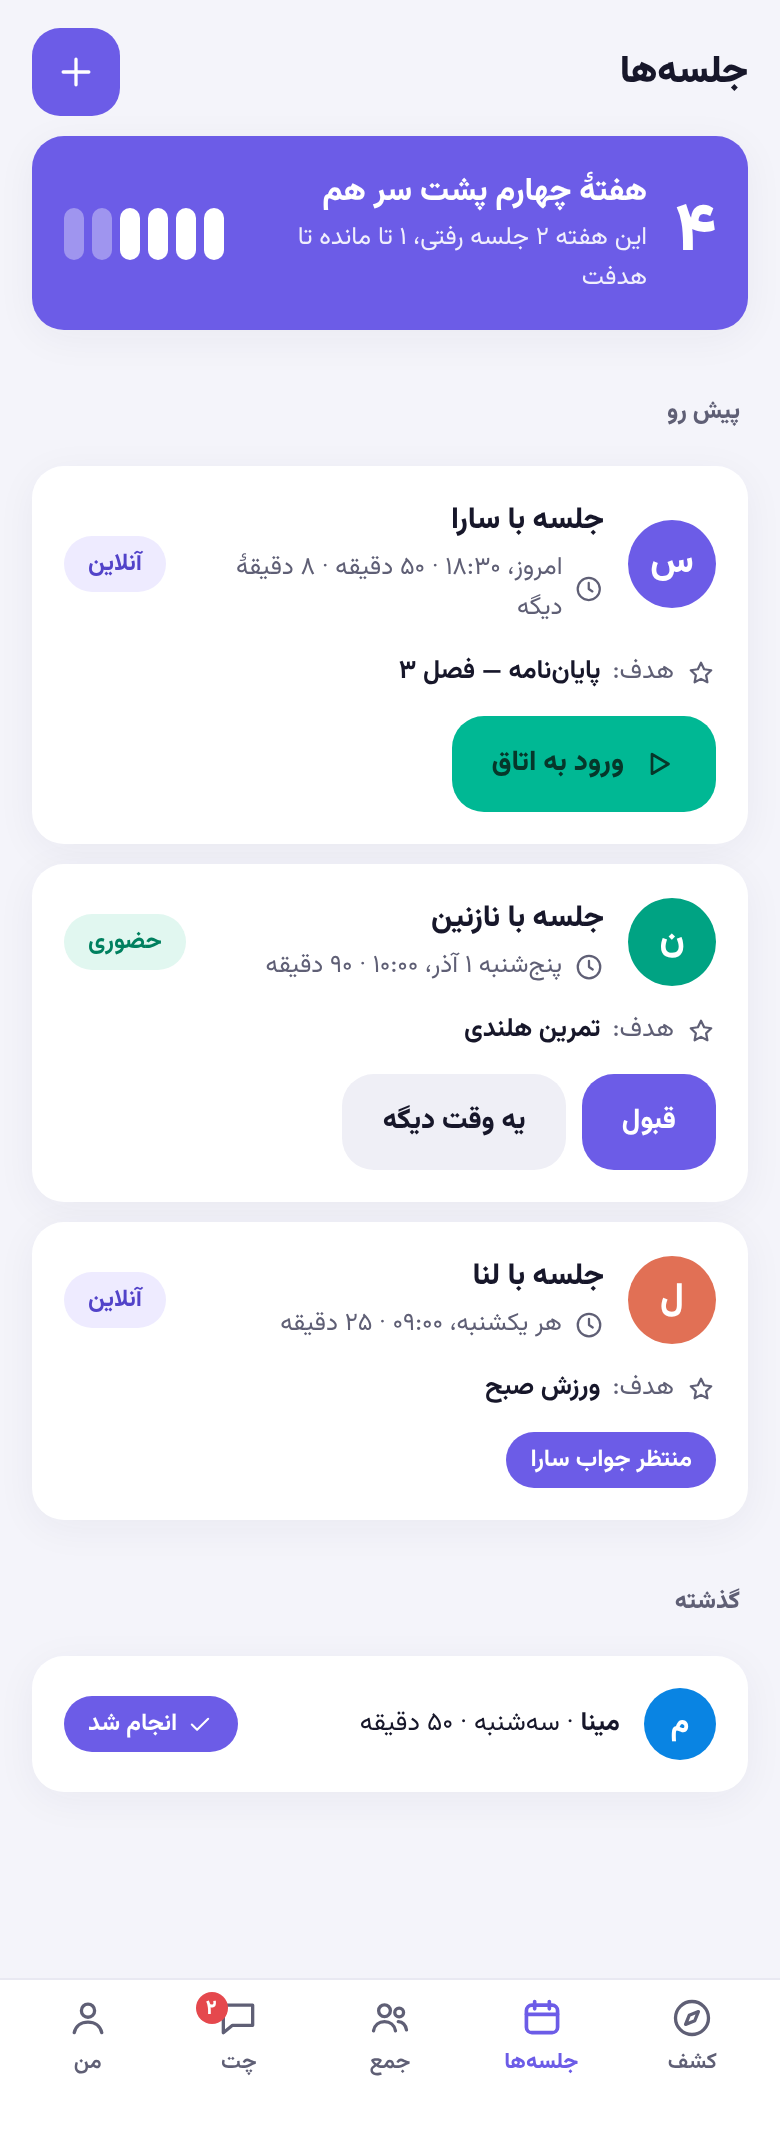 جلسه‌ها
۴
هفتهٔ چهارم پشت سر هم
این هفته ۲ جلسه رفتی، ۱ تا مانده تا
هدفت
پیش رو
س
جلسه با سارا
آنلاین
امروز، ۱۸:۳۰ · ۵۰ دقیقه · ۸ دقیقهٔ
دیگه
هدف: پایان‌نامه – فصل ۳
ورود به اتاق
ن
جلسه با نازنین
حضوری
پنج‌شنبه ۱ آذر، ۱۰:۰۰ · ۹۰ دقیقه
هدف: تمرین هلندی
قبول
یه وقت دیگه
ل
جلسه با لنا
آنلاین
هر یکشنبه، ۰۹:۰۰ · ۲۵ دقیقه
هدف: ورزش صبح
منتظر جواب سارا
گذشته
م
مینا · سه‌شنبه · ۵۰ دقیقه
انجام شد
کشف
جلسه‌ها
جمع
۲
چت
من